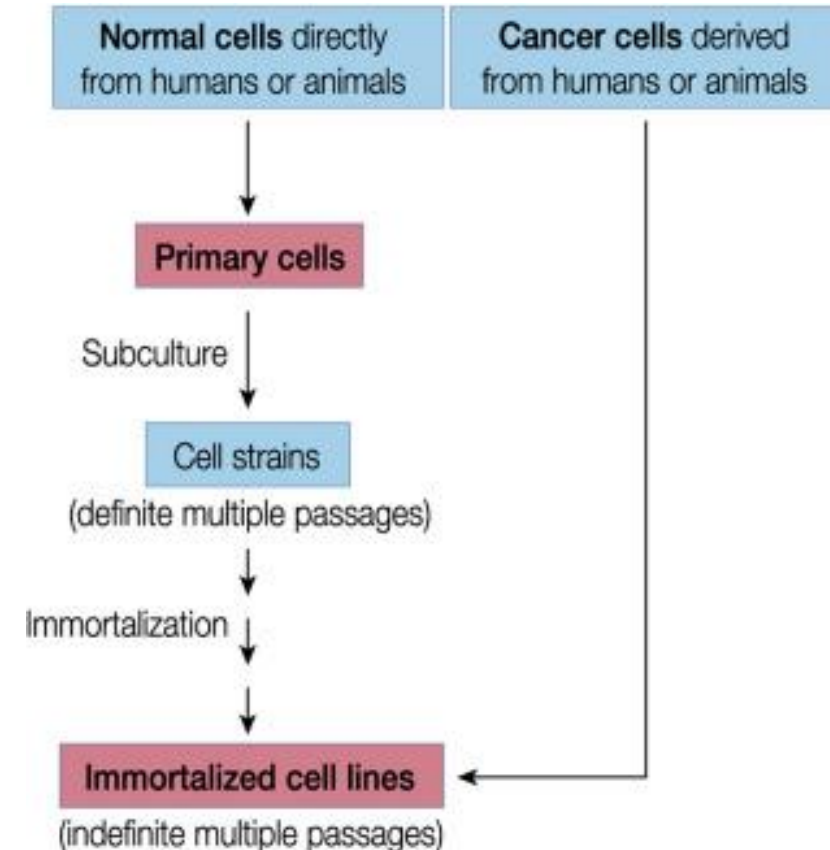 Normal cells directly
from humans or animals
Cancer cells derived
from humans or animals
Primary cells
Subculture
Cell strains
(definite multiple passages)
Immortalization
Immortalized cell lines
(indefinite multiple passages)